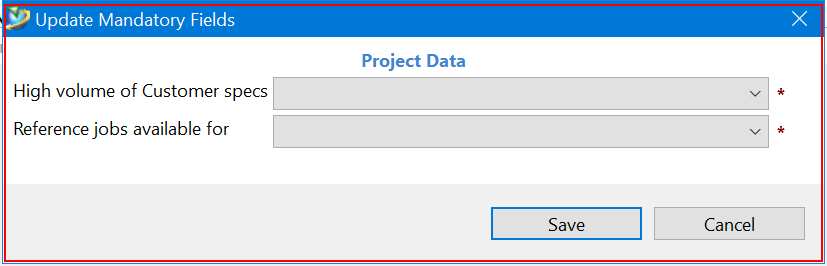 Update Mandatory Fields
Project Data
High volume of Customer specs *
Reference jobs available for *
Save Cancel